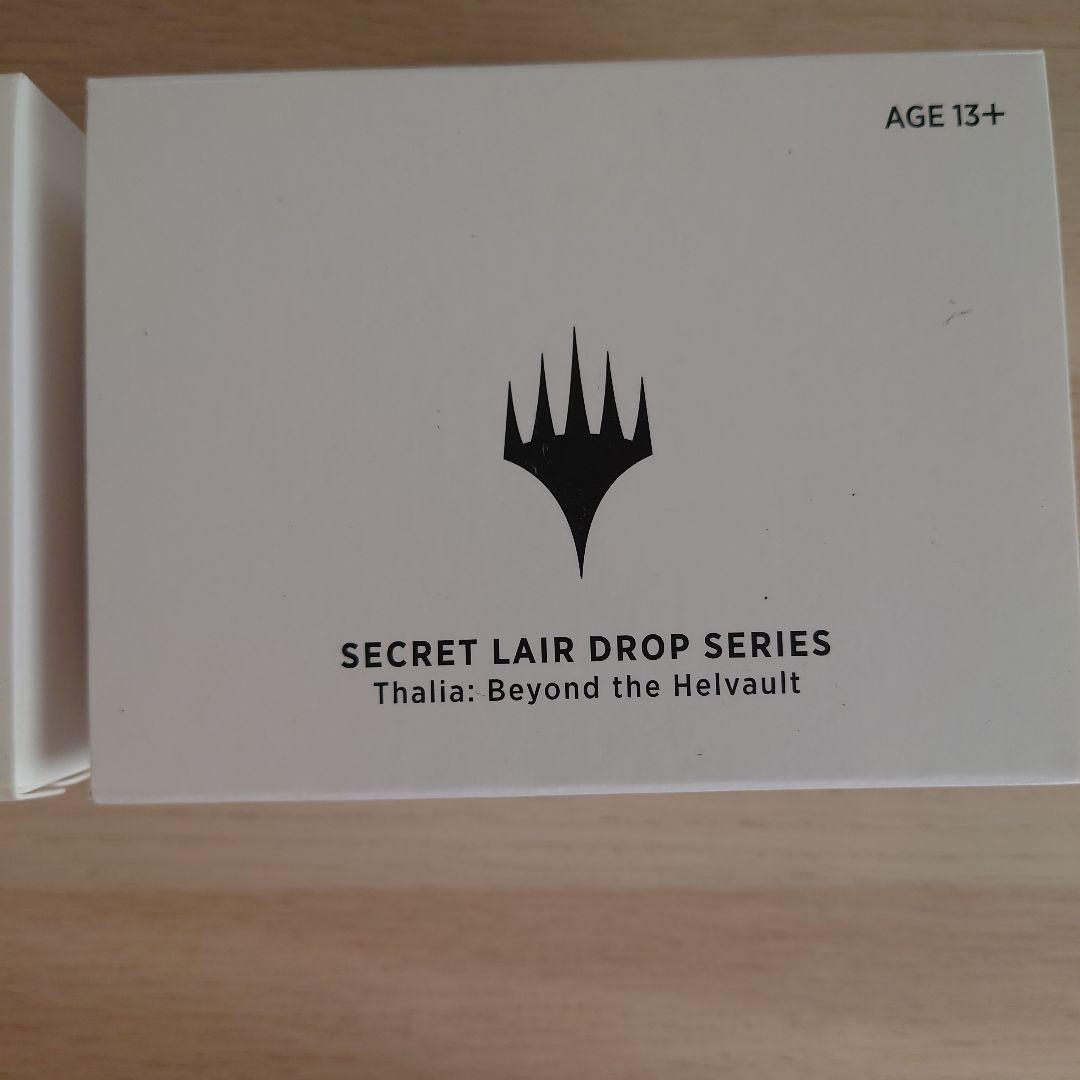 AGE 13+
SECRET LAIR DROP SERIES
Thalia: Beyond the Helvault